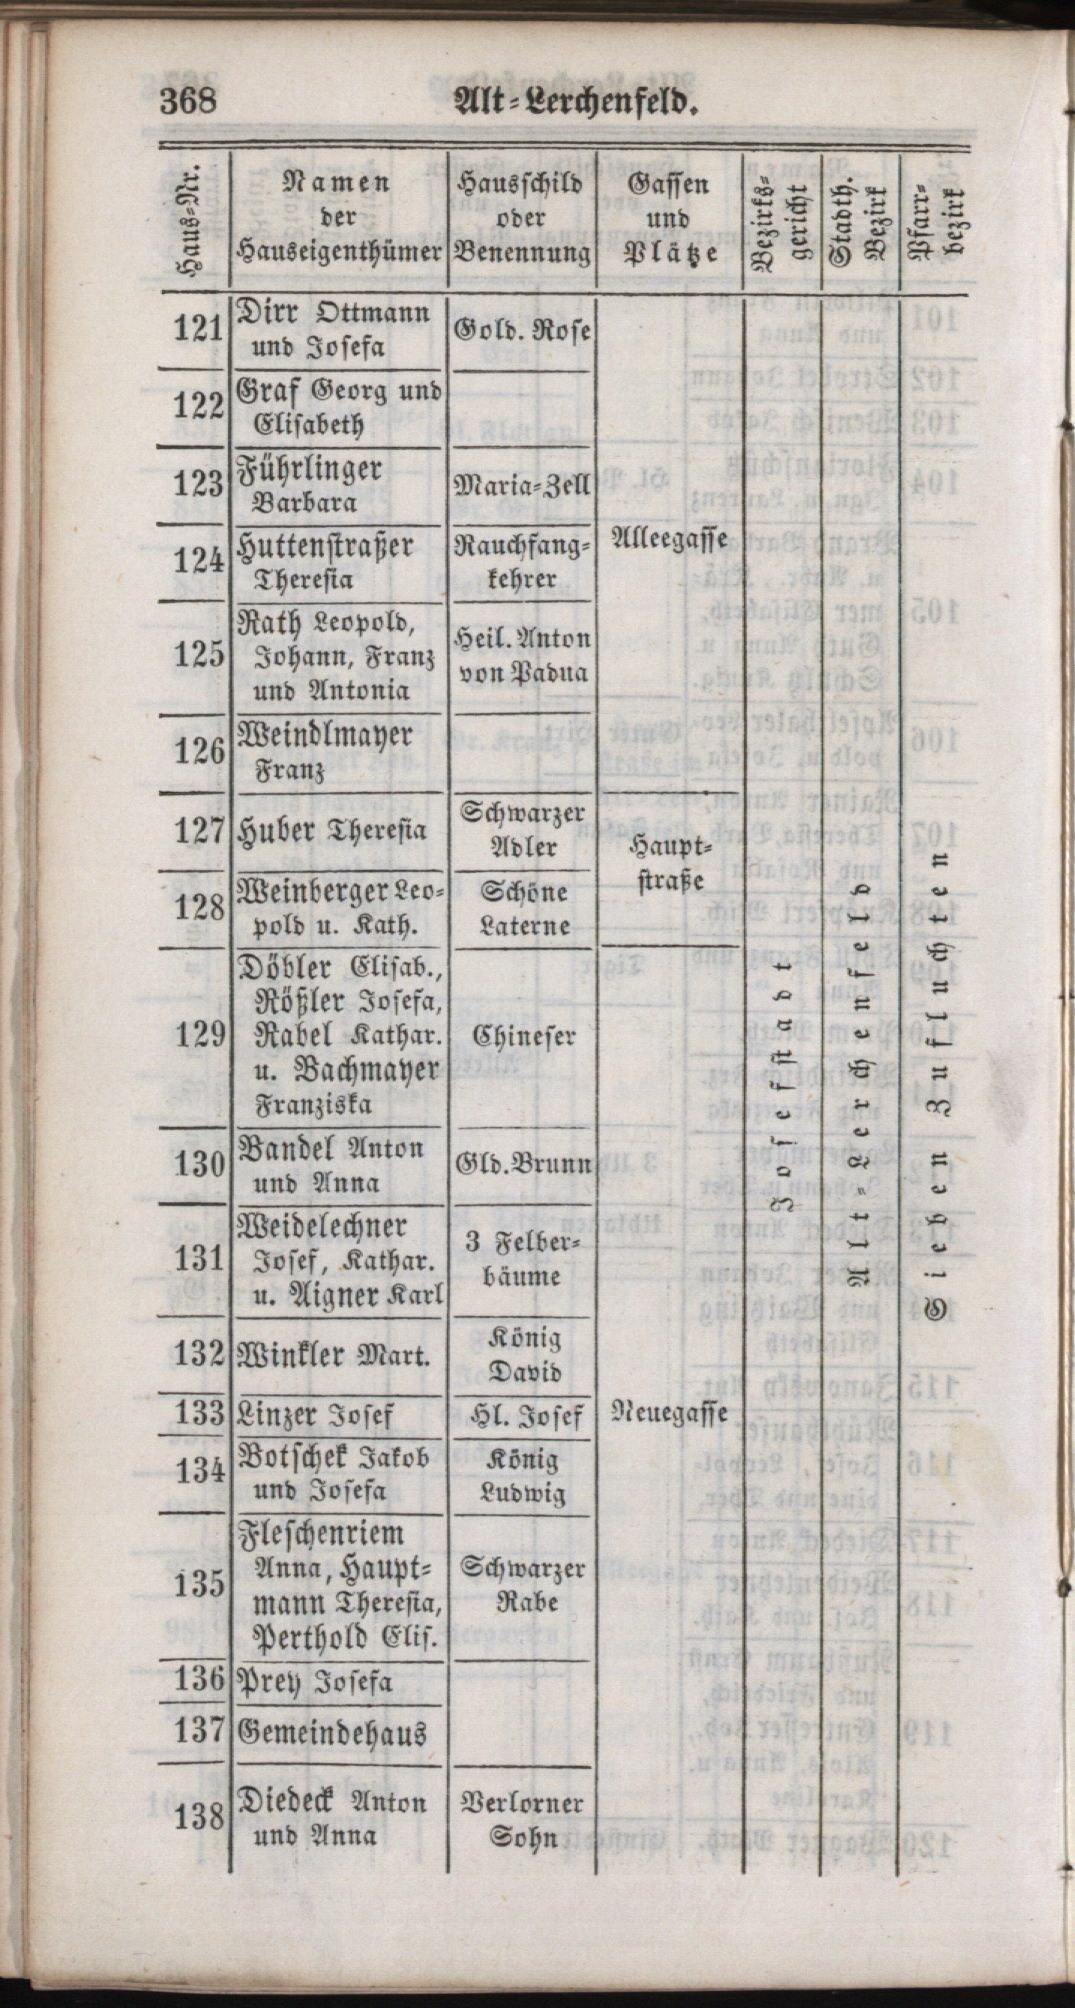 368
Alt-Lerchenfeld.
Haus-Nr.
Namen
der
Hauseigenthümer
Hausschild
oder
Benennung
Gassen
und
Plätze
Bezirks-
gericht
Stadth.
Bezirk
Pfarr-
bezirk
121
Dirr Ottmann
und Josefa
Gold. Rose
122
Graf Georg und
Elisabeth
123
Führlinger
Barbara
Maria-Zell
124
Huttenstraßer
Theresia
Rauchfang-
kehrer
Alleegasse
125
Rath Leopold,
Johann, Franz
und Antonia
Heil. Anton
von Padua
126
Weindlmayer
Franz
127
Huber Theresia
Schwarzer
Adler
Haupt-
straße
128
Weinberger Leo-
pold u. Kath.
Schöne
Laterne
129
Döbler Elisab.,
Rößler Josefa,
Rabel Kathar.
u. Bachmayer
Franziska
Chineser
130
Bandel Anton
und Anna
Gld. Brunn
131
Weidelechner
Josef, Kathar.
u. Aigner Karl
3 Felber-
bäume
132
Winkler Mart.
König
David
133
Linzer Josef
Hl. Josef
Neuegasse
134
Botschek Jakob
und Josefa
König
Ludwig
135
Fleschenriem
Anna, Haupt-
mann Theresia,
Perthold Elis.
Schwarzer
Rabe
136
Prey Josefa
137
Gemeindehaus
138
Diedeck Anton
und Anna
Verlorner
Sohn
Josefstadt
Alt-Lerchenfeld
Sieben Zufluchten